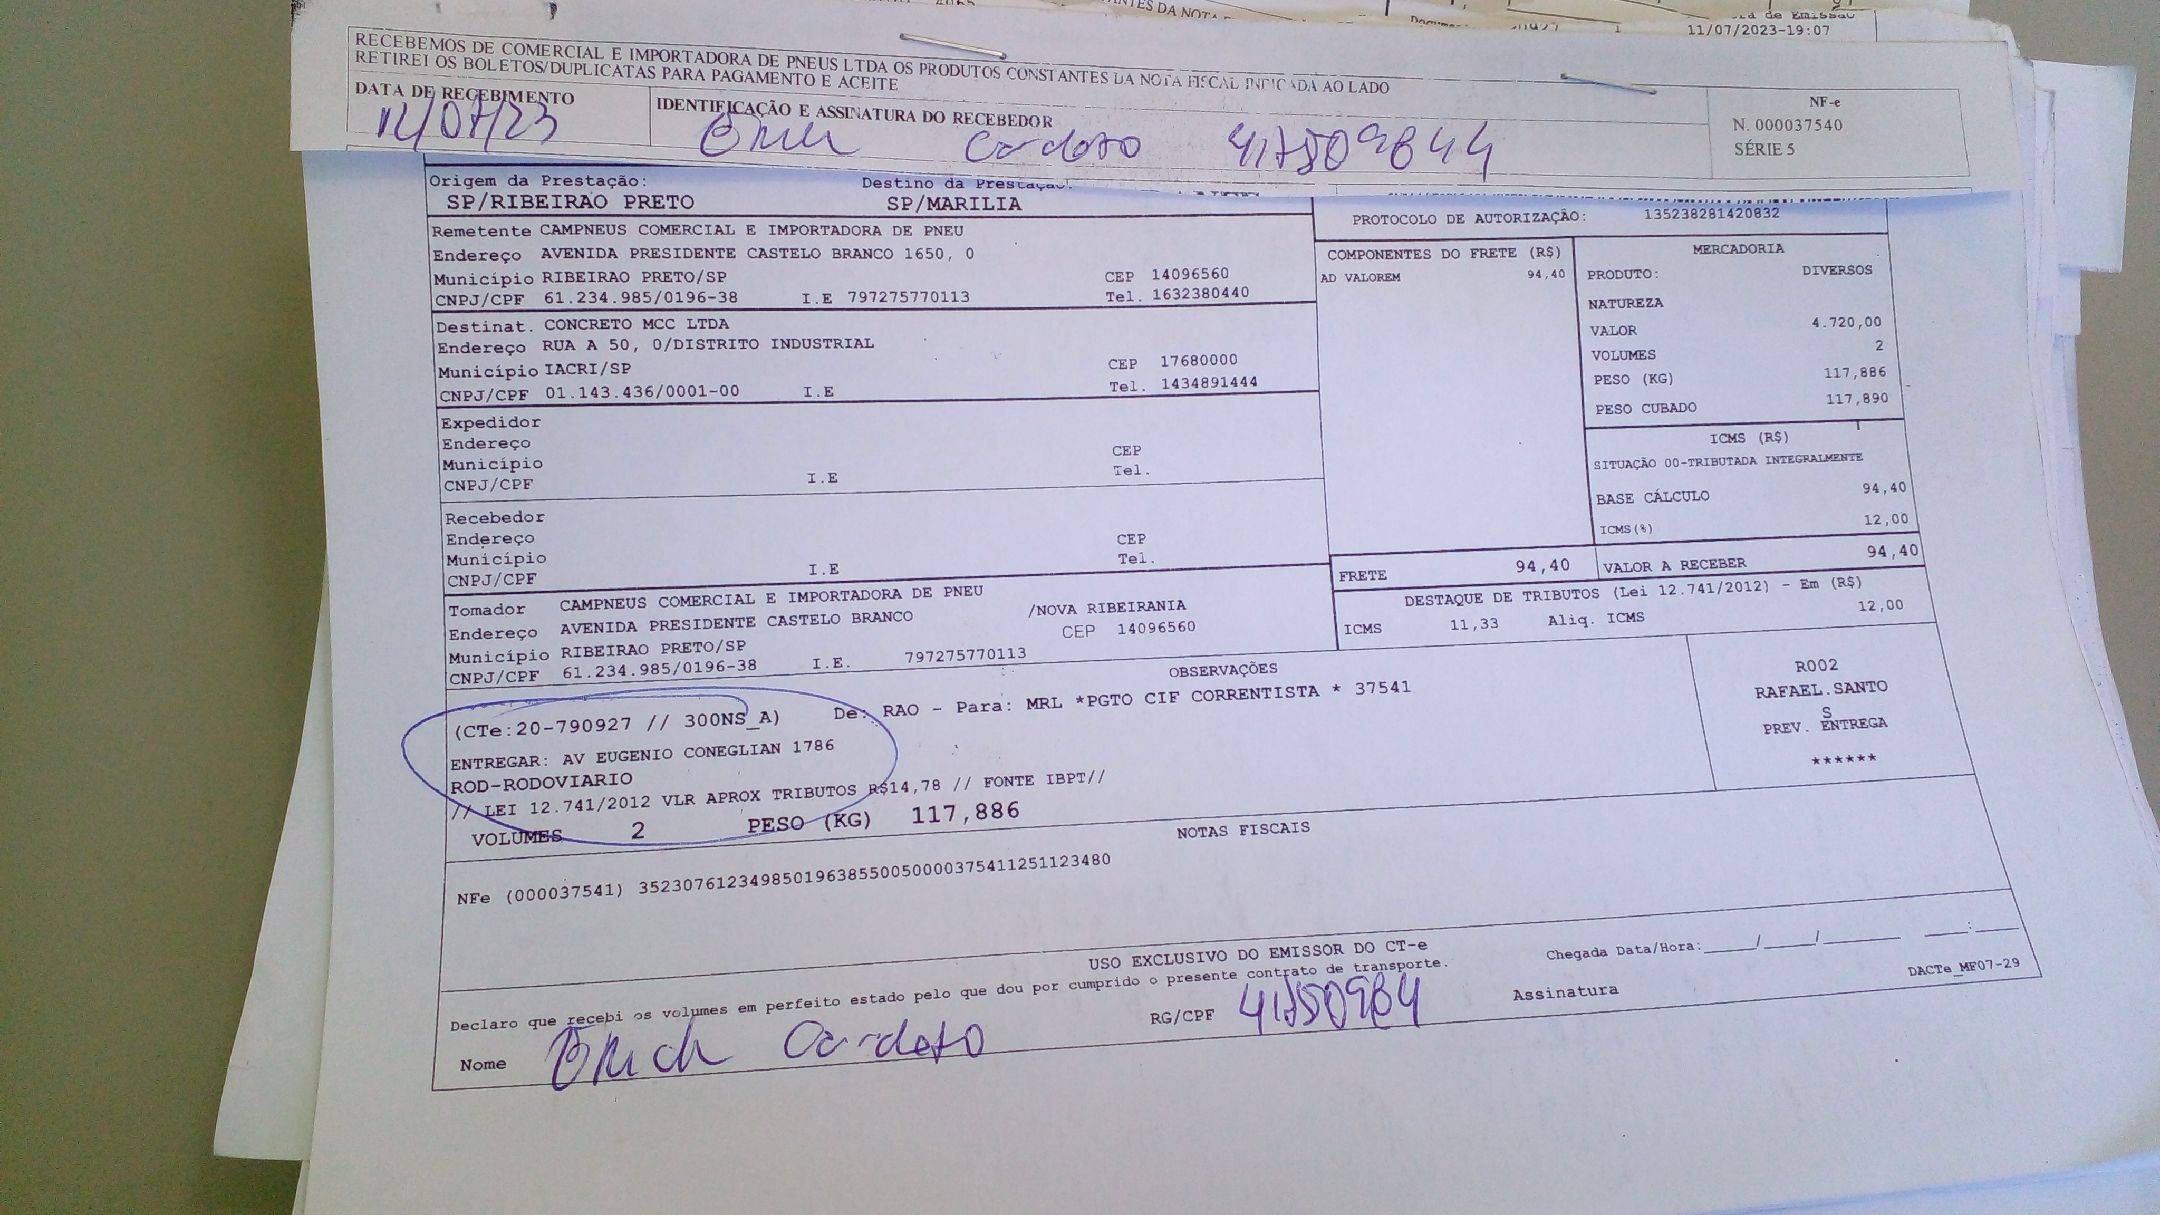 11/07/2023-19:07
RECEBEMOS DE COMERCIAL E IMPORTADORA DE PNEUS LTDA OS PRODUTOS CONSTANTES DA NOTA FISCAL INDICADA AO LADO
RETIREI OS BOLETOS/DUPLICATAS PARA PAGAMENTO E ACEITE
DATA DE RECEBIMENTO
IDENTIFICAÇÃO E ASSINATURA DO RECEBEDOR
NF-e
N. 000037540
SÉRIE 5
Cardoso
Origem da Prestação:
Destino da Prestação:
SP/RIBEIRAO PRETO
SP/MARILIA
PROTOCOLO DE AUTORIZAÇÃO: 135238281420832
Remetente CAMPNEUS COMERCIAL E IMPORTADORA DE PNEU
Endereço AVENIDA PRESIDENTE CASTELO BRANCO 1650, 0
Município RIBEIRAO PRETO/SP CEP 14096560
CNPJ/CPF 61.234.985/0196-38 I.E 797275770113 Tel. 1632380440
COMPONENTES DO FRETE (R$)
AD VALOREM 94,40
MERCADORIA
PRODUTO: DIVERSOS
NATUREZA
VALOR 4.720,00
VOLUMES 2
PESO (KG) 117,886
PESO CUBADO 117,890
Destinat. CONCRETO MCC LTDA
Endereço RUA A 50, 0/DISTRITO INDUSTRIAL
Município IACRI/SP CEP 17680000
CNPJ/CPF 01.143.436/0001-00 I.E Tel. 1434891444
ICMS (R$)
SITUAÇÃO 00-TRIBUTADA INTEGRALMENTE
BASE CÁLCULO 94,40
ICMS(%) 12,00
Expedidor
Endereço
Município CEP
CNPJ/CPF I.E Tel.
Recebedor
Endereço
Município CEP
CNPJ/CPF I.E Tel.
FRETE 94,40 VALOR A RECEBER 94,40
DESTAQUE DE TRIBUTOS (Lei 12.741/2012) - Em (R$)
ICMS 11,33 Aliq. ICMS 12,00
Tomador CAMPNEUS COMERCIAL E IMPORTADORA DE PNEU
Endereço AVENIDA PRESIDENTE CASTELO BRANCO /NOVA RIBEIRANIA
Município RIBEIRAO PRETO/SP CEP 14096560
CNPJ/CPF 61.234.985/0196-38 I.E. 797275770113
OBSERVAÇÕES
(CTe:20-790927 // 300NS_A) De: RAO - Para: MRL *PGTO CIF CORRENTISTA * 37541
ENTREGAR: AV EUGENIO CONEGLIAN 1786
ROD-RODOVIARIO
// LEI 12.741/2012 VLR APROX TRIBUTOS R$14,78 // FONTE IBPT//
VOLUMES 2 PESO (KG) 117,886
R002
RAFAEL.SANTO
S
PREV. ENTREGA
******
NOTAS FISCAIS
NFe (000037541) 35230761234985019638550050000375411251123480
USO EXCLUSIVO DO EMISSOR DO CT-e
Declaro que recebi os volumes em perfeito estado pelo que dou por cumprido o presente contrato de transporte.
Chegada Data/Hora:_____/_____/_______ ____:____
Nome Cardoso RG/CPF Assinatura
DACTe_MF07-29